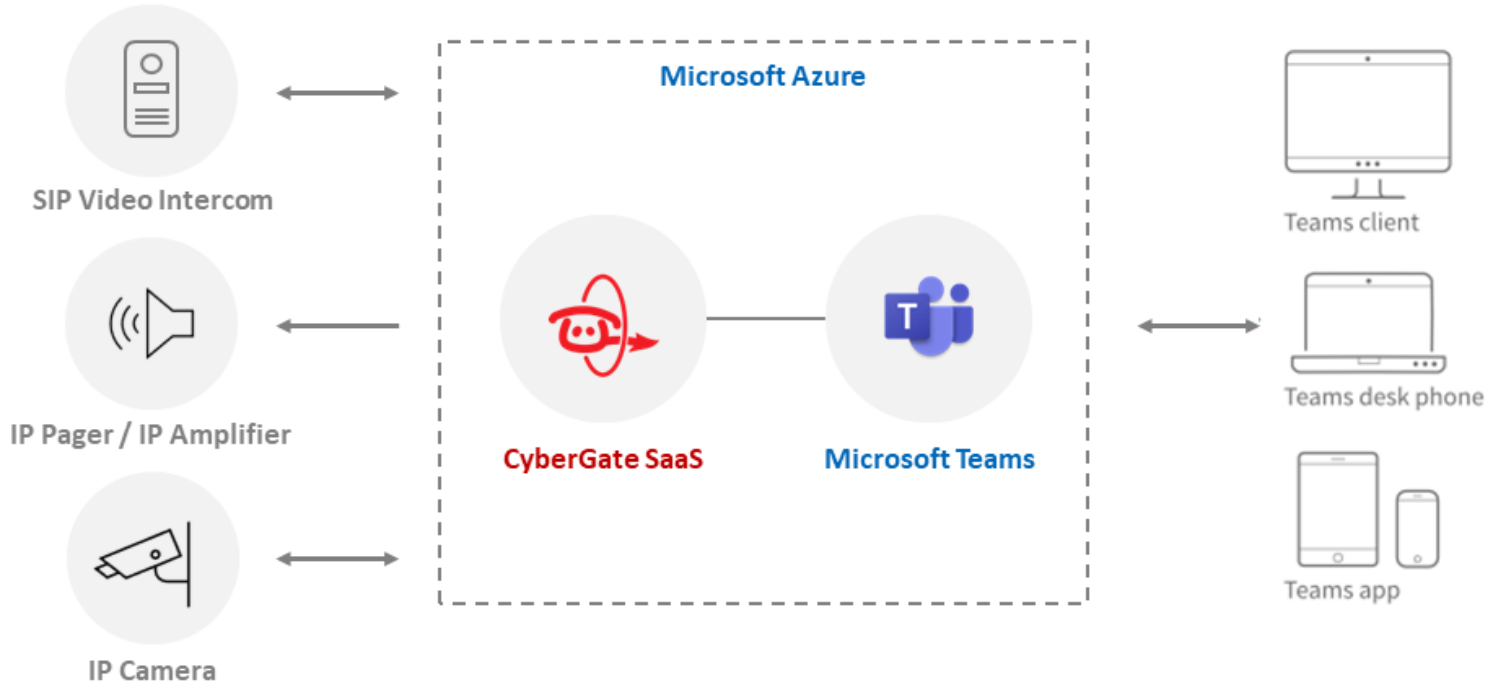 Microsoft Azure
SIP Video Intercom
IP Pager / IP Amplifier
IP Camera
CyberGate SaaS
T
Microsoft Teams
Teams client
Teams desk phone
Teams app